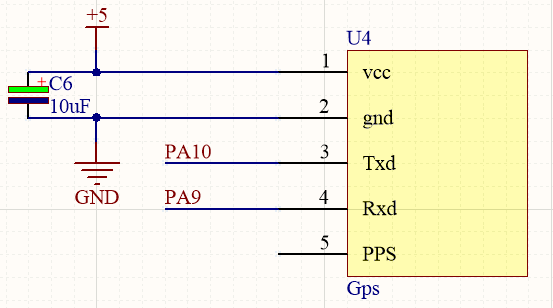 +5
U4
1
vcc
+
C6
10uF
2
gnd
PA10
3
Txd
GND
PA9
4
Rxd
5
PPS
Gps